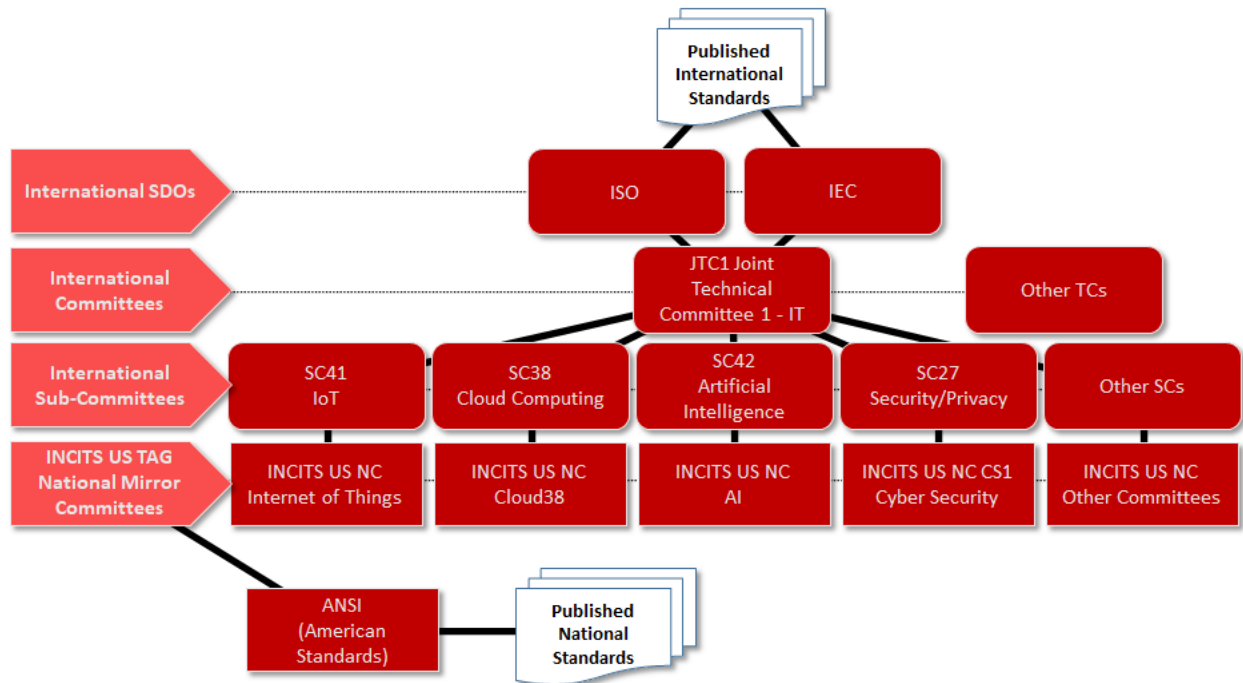 Published
International
Standards
International SDOs
ISO
IEC
International
Committees
JTC1 Joint
Technical
Committee 1 - IT
Other TCs
International
Sub-Committees
SC41
IoT
SC38
Cloud Computing
SC42
Artificial
Intelligence
SC27
Security/Privacy
Other SCs
INCITS US TAG
National Mirror
Committees
INCITS US NC
Internet of Things
INCITS US NC
Cloud38
INCITS US NC
AI
INCITS US NC CS1
Cyber Security
INCITS US NC
Other Committees
ANSI
(American
Standards)
Published
National
Standards